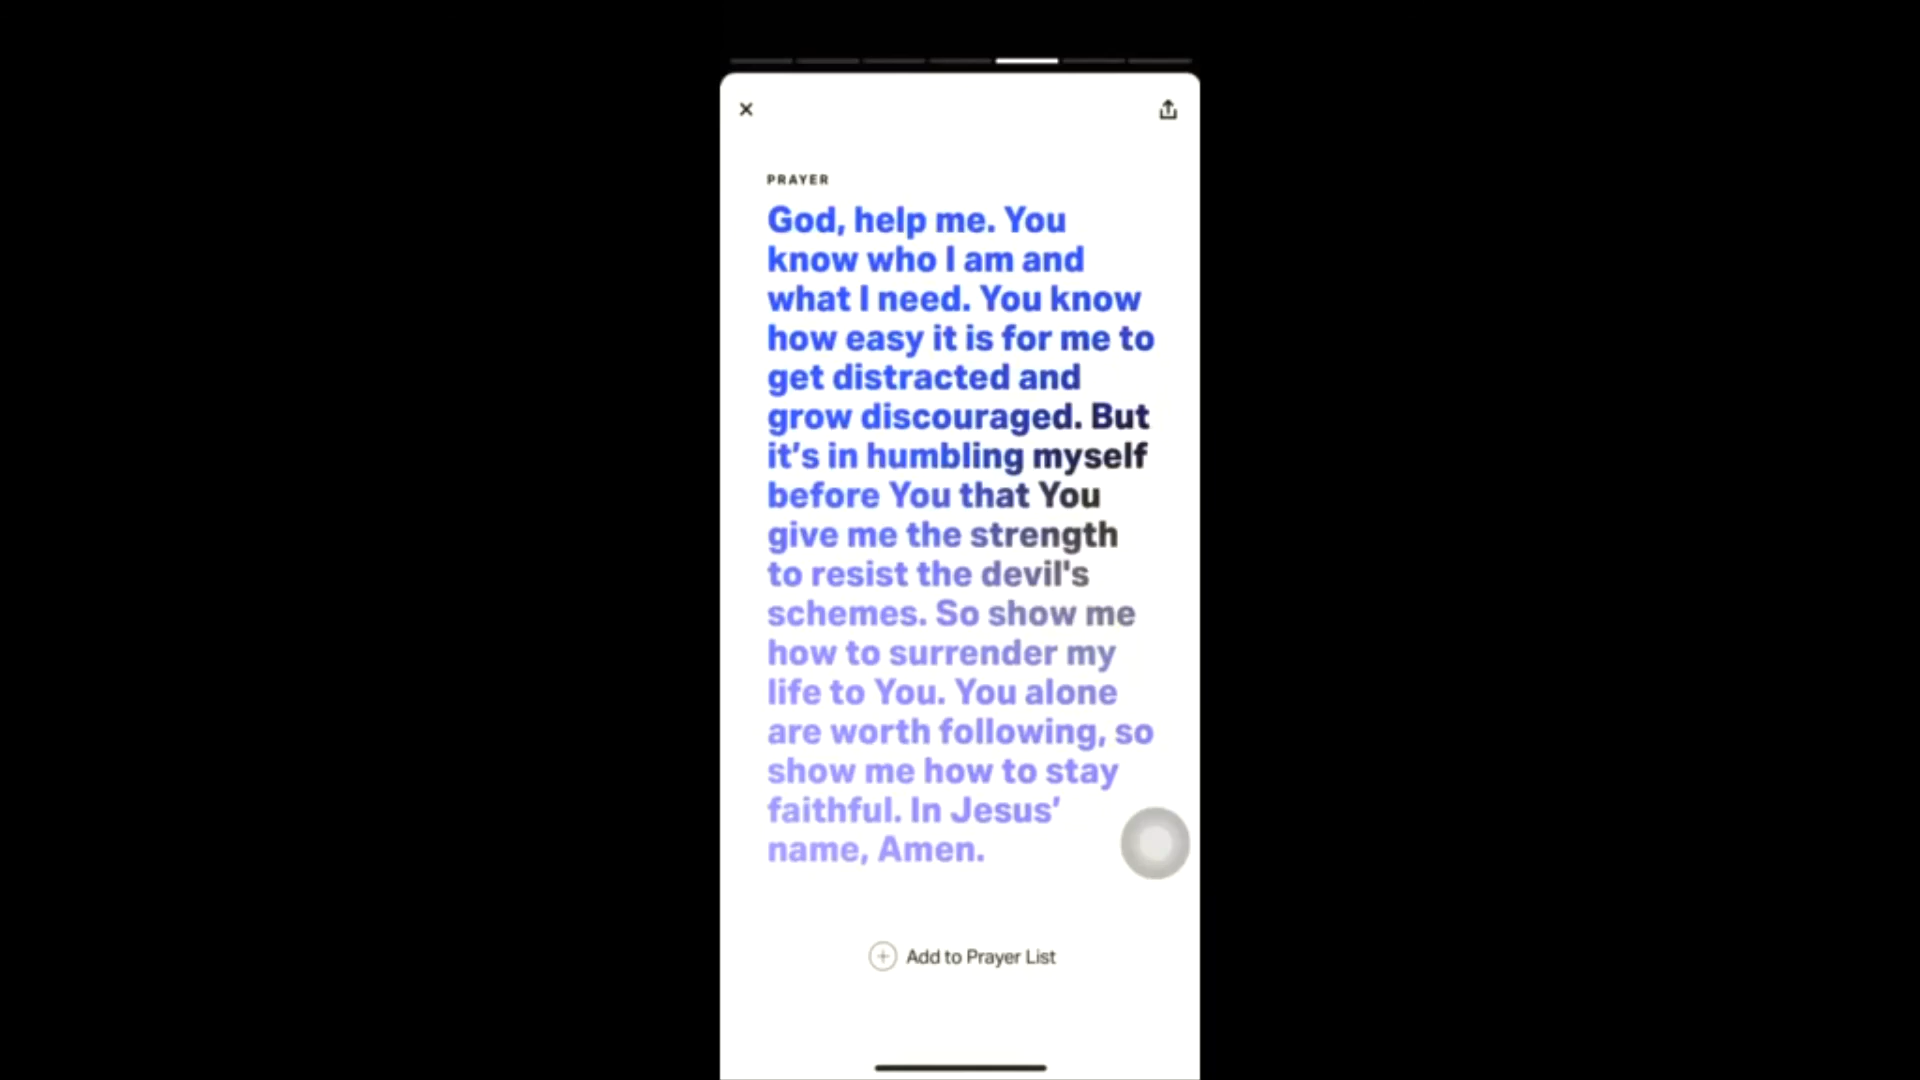 PRAYER
God, help me. You
know who I am and
what I need. You know
how easy it is for me to
get distracted and
grow discouraged. But
it’s in humbling myself
before You that You
give me the strength
to resist the devil's
schemes. So show me
how to surrender my
life to You. You alone
are worth following, so
show me how to stay
faithful. In Jesus’
name, Amen.
Add to Prayer List